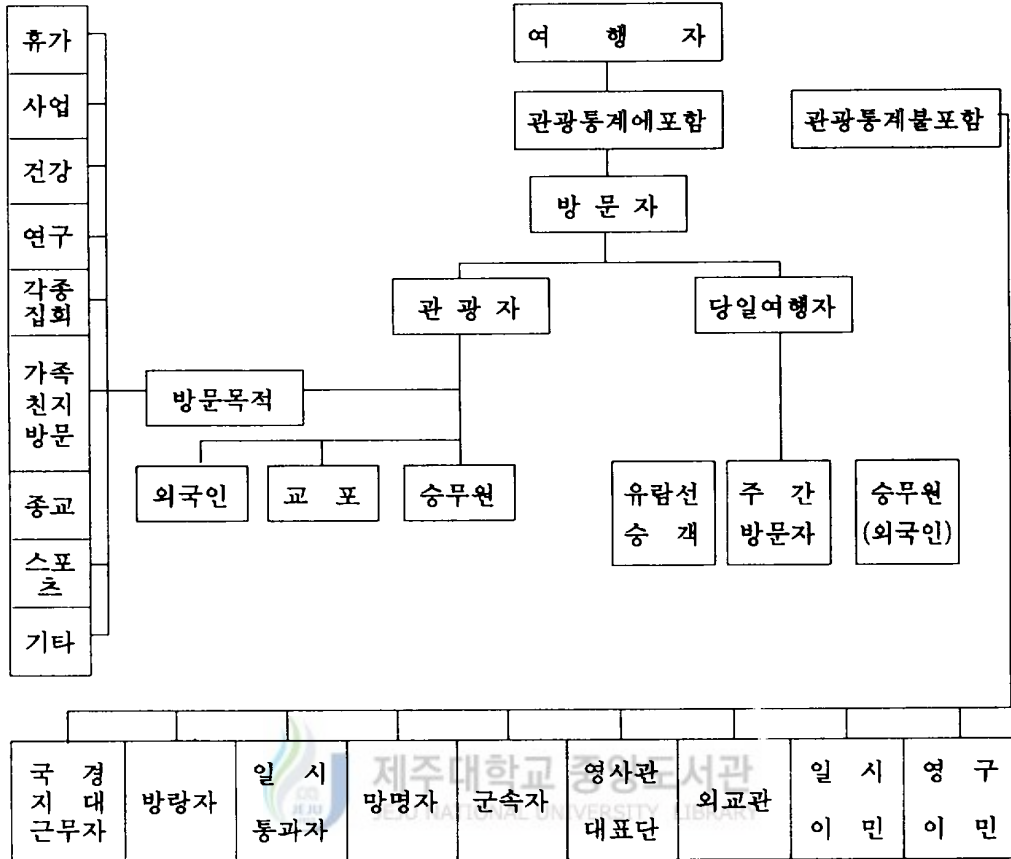 여 행 자
관광통계에포함
관광통계불포함
방 문 자
관 광 자
당일여행자
방문목적
휴가
사업
건강
연구
각종
집회
가족
친지
방문
종교
스포
츠
기타
외국인
교 포
승무원
유람선
승 객
주 간
방문자
승무원
(외국인)
국 경
지 대
근무자
방랑자
일 시
통과자
망명자
군속자
영사관
대표단
외교관
일 시
이 민
영 구
이 민
제주대학교 중앙도서관
JEJU NATIONAL UNIVERSITY LIBRARY
JEJU